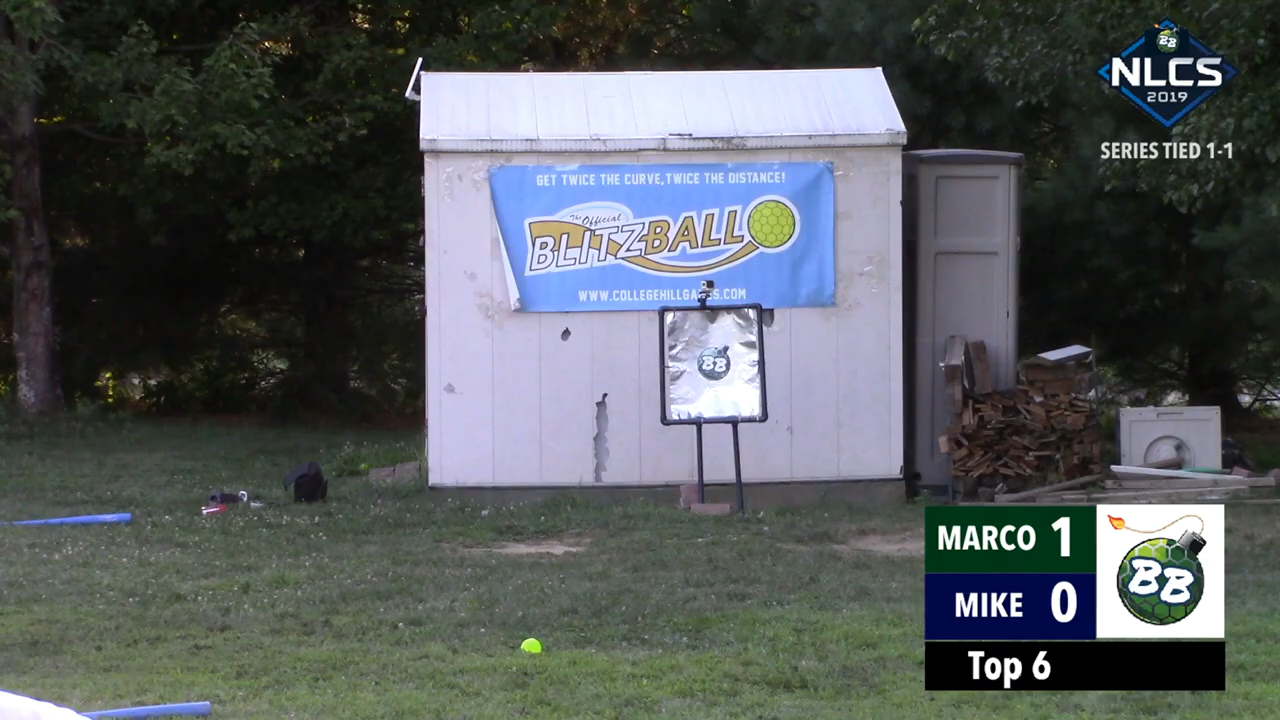 BB
NLCS
2019
SERIES TIED 1-1
GET TWICE THE CURVE, TWICE THE DISTANCE!
The Official
BLITZBALL
WWW.COLLEGEHILLGAMES.COM
BB
MARCO 1
MIKE 0
BB
Top 6